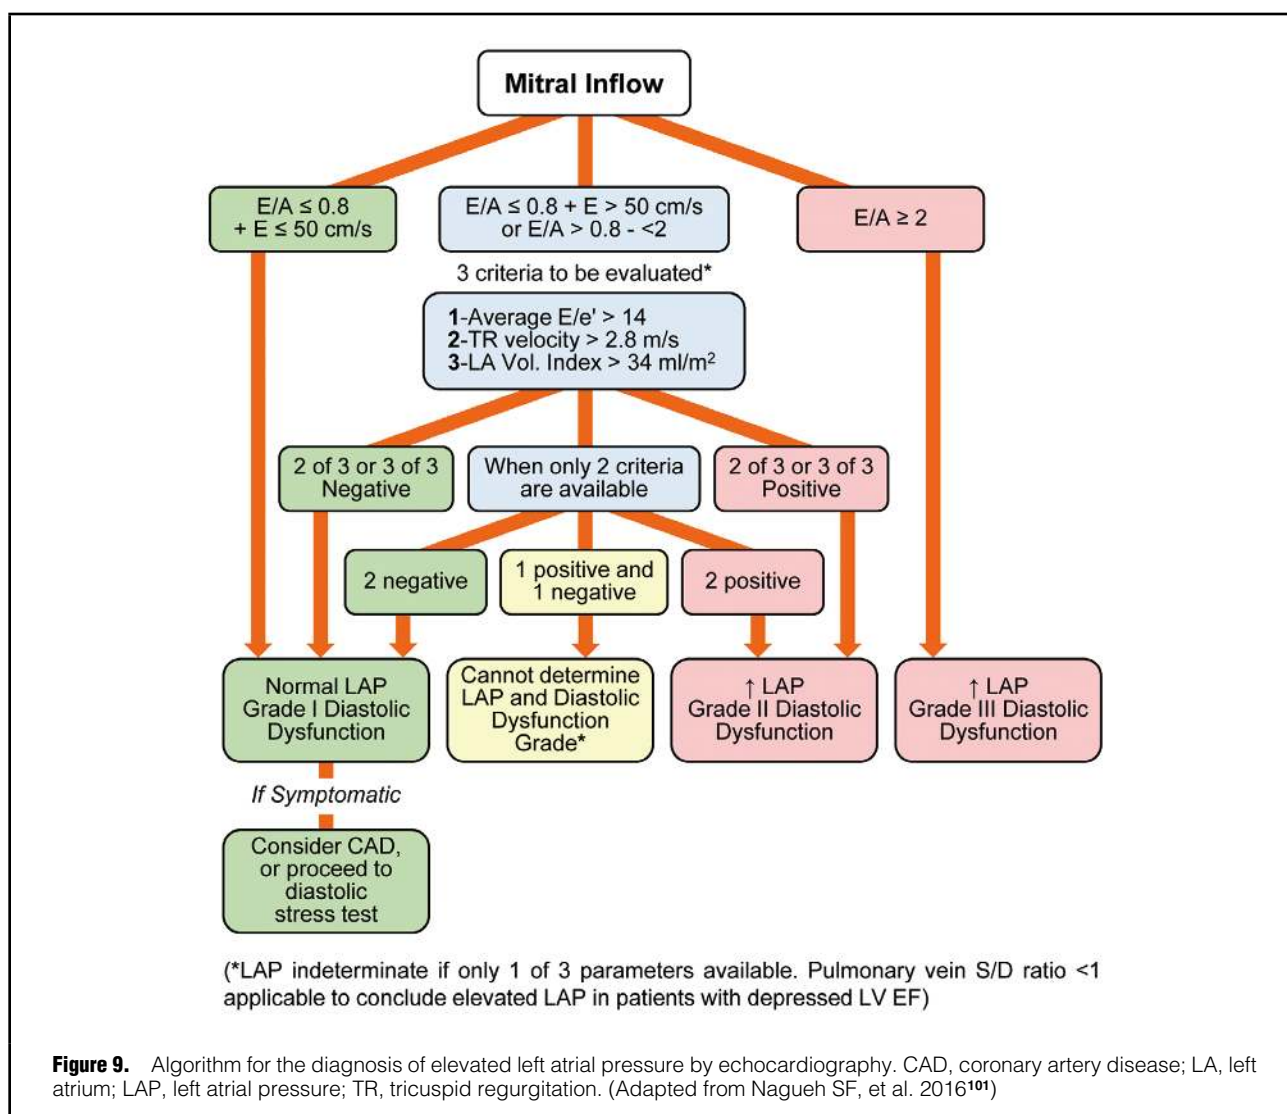 Mitral Inflow
E/A ≤ 0.8
+ E ≤ 50 cm/s
E/A ≤ 0.8 + E > 50 cm/s
or E/A > 0.8 - <2
E/A ≥ 2
3 criteria to be evaluated*
1-Average E/e' > 14
2-TR velocity > 2.8 m/s
3-LA Vol. Index > 34 ml/m²
2 of 3 or 3 of 3
Negative
When only 2 criteria
are available
2 of 3 or 3 of 3
Positive
2 negative
1 positive and
1 negative
2 positive
Normal LAP
Grade I Diastolic
Dysfunction
Cannot determine
LAP and Diastolic
Dysfunction
Grade*
↑ LAP
Grade II Diastolic
Dysfunction
↑ LAP
Grade III Diastolic
Dysfunction
If Symptomatic
Consider CAD,
or proceed to
diastolic
stress test
(*LAP indeterminate if only 1 of 3 parameters available. Pulmonary vein S/D ratio <1
applicable to conclude elevated LAP in patients with depressed LV EF)
Figure 9. Algorithm for the diagnosis of elevated left atrial pressure by echocardiography. CAD, coronary artery disease; LA, left
atrium; LAP, left atrial pressure; TR, tricuspid regurgitation. (Adapted from Nagueh SF, et al. 2016¹⁰¹)